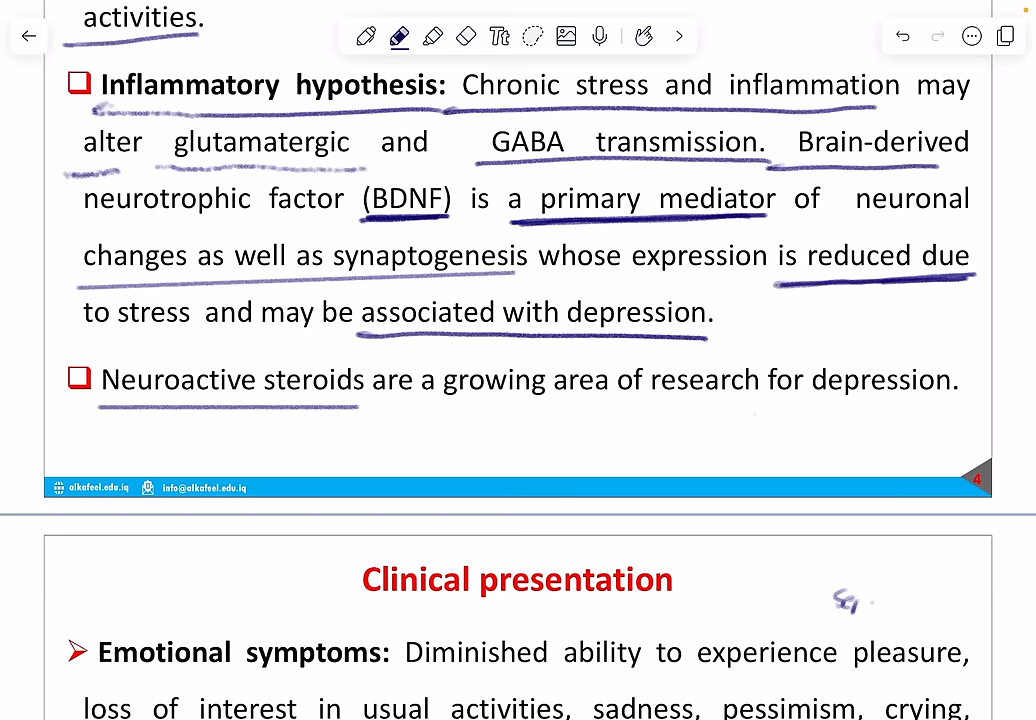 activities.
Inflammatory hypothesis: Chronic stress and inflammation may
alter glutamatergic and GABA transmission. Brain-derived
neurotrophic factor (BDNF) is a primary mediator of neuronal
changes as well as synaptogenesis whose expression is reduced due
to stress and may be associated with depression.
Neuroactive steroids are a growing area of research for depression.
alkafeel.edu.iq info@alkafeel.edu.iq 4
Clinical presentation
Emotional symptoms: Diminished ability to experience pleasure,
loss of interest in usual activities, sadness, pessimism, crying,